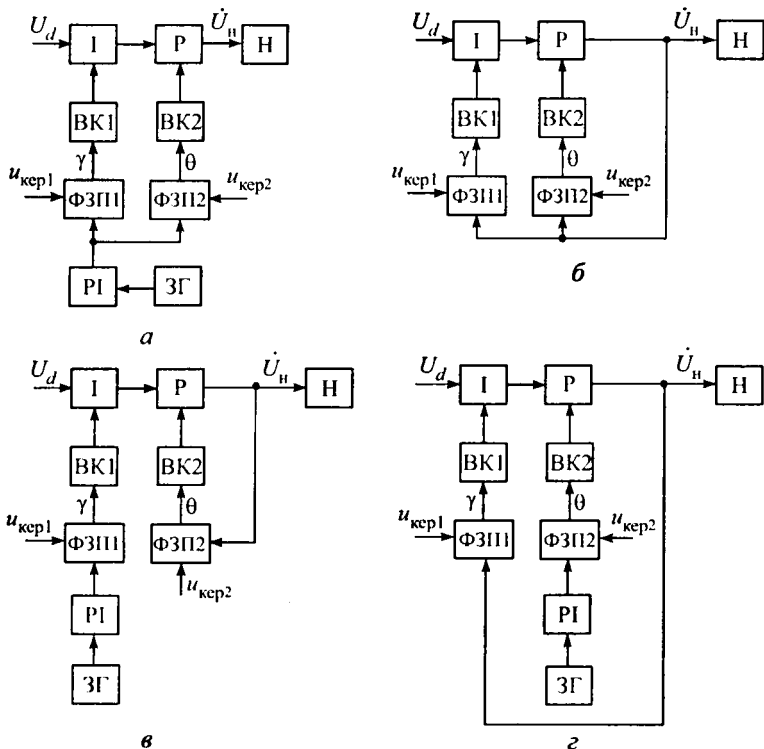 U_d I P U̇_н H
BK1 BK2
γ θ
u_кер1 ФЗП1 ФЗП2 u_кер2
PI ЗГ
а
U_d I P U̇_н H
BK1 BK2
γ θ
u_кер1 ФЗП1 ФЗП2 u_кер2
б
U_d I P U̇_н H
BK1 BK2
γ θ
u_кер1 ФЗП1 ФЗП2
u_кер2
PI
ЗГ
в
U_d I P U̇_н H
BK1 BK2
γ θ
u_кер1 ФЗП1 ФЗП2 u_кер2
PI
ЗГ
г